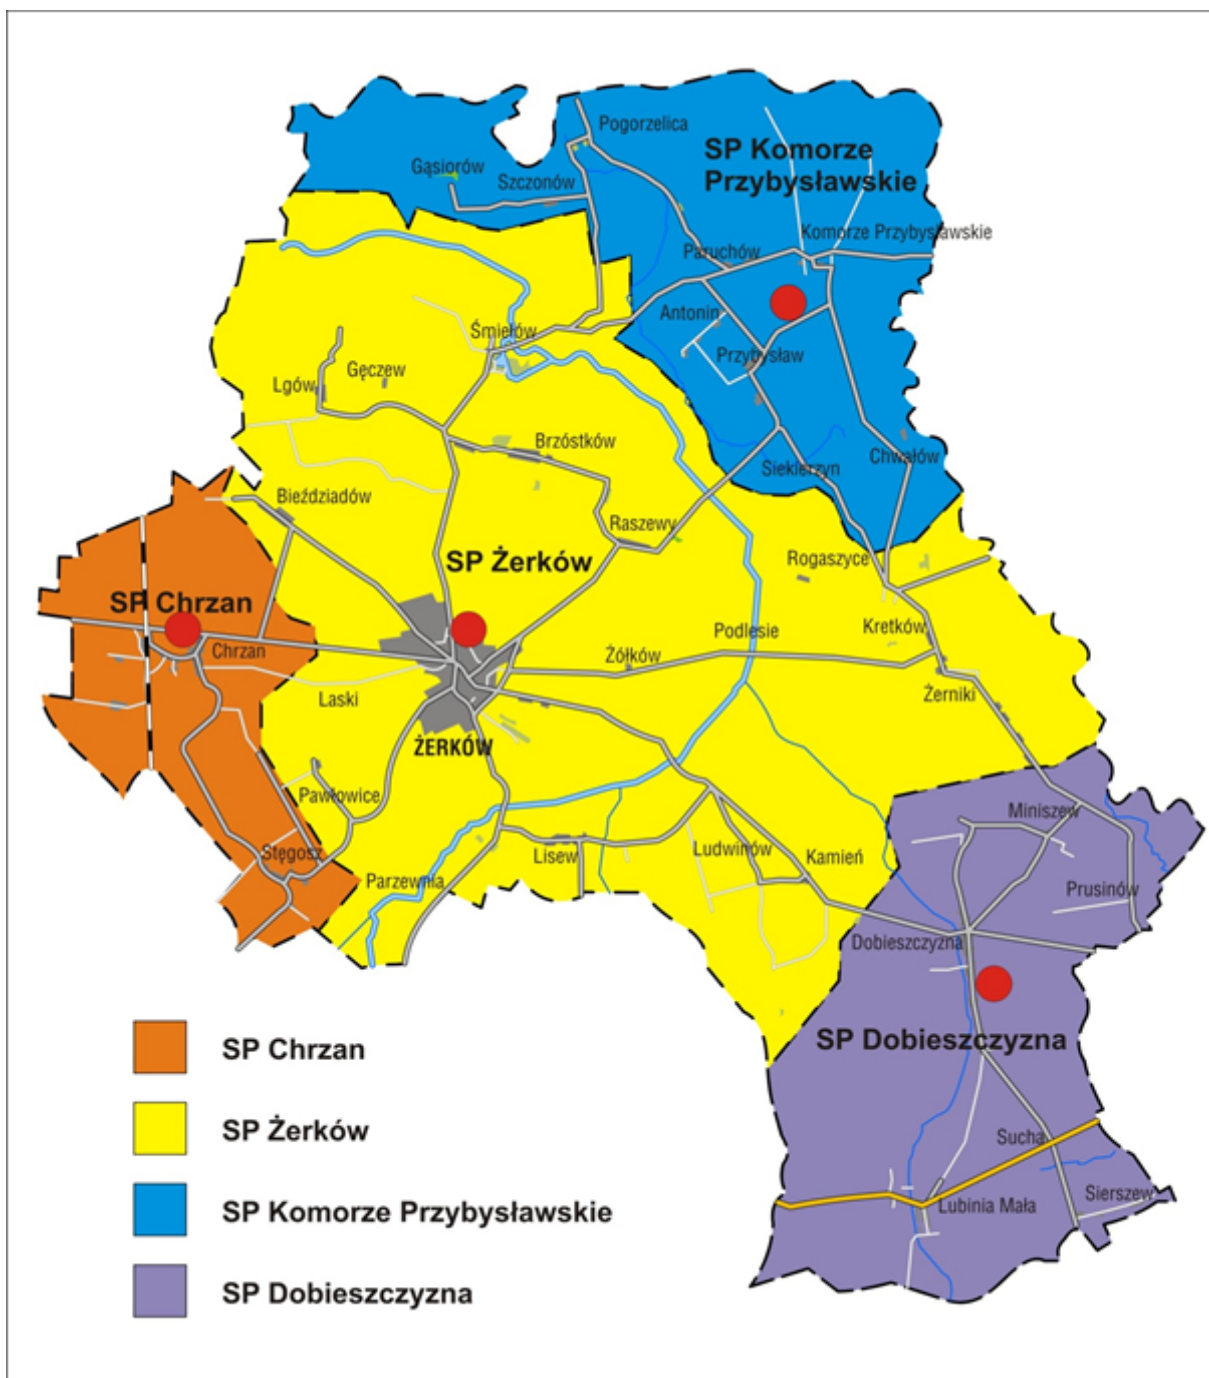 Pogorzelica
SP Komorze
Przybysławskie
Gąsiorów
Szczonów
Komorze Przybysławskie
Paruchów
Antonin
Śmiełów
Przybysław
Gęczew
Lgów
Brzóstków
Siekierzyn
Chwałów
Bieździadów
Raszewy
SP Żerków
Rogaszyce
SP Chrzan
Kretków
Podlesie
Chrzan
Żółków
Laski
Żerniki
ŻERKÓW
Pawłowice
Miniszew
Stęgosz
Lisew
Ludwinów
Kamień
Parzewnia
Prusinów
Dobieszczyzna
SP Dobieszczyzna
SP Chrzan
SP Żerków
Sucha
Sierszew
Lubinia Mała
SP Komorze Przybysławskie
SP Dobieszczyzna